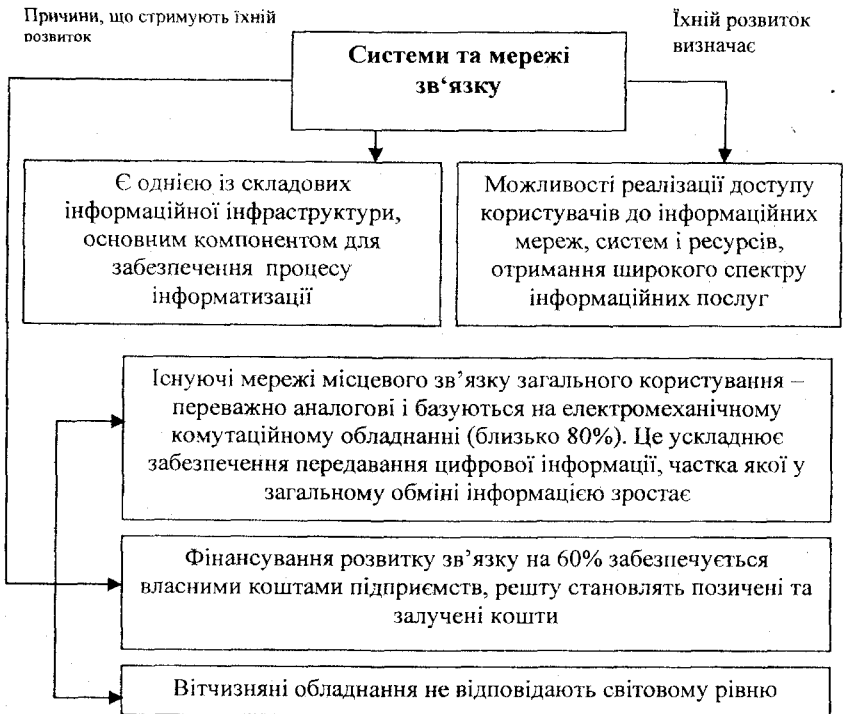 Причини, що стримують їхній
розвиток
Їхній розвиток
визначає
Системи та мережі
зв‘язку
Є однією із складових
інформаційної інфраструктури,
основним компонентом для
забезпечення процесу
інформатизації
Можливості реалізації доступу
користувачів до інформаційних
мереж, систем і ресурсів,
отримання широкого спектру
інформаційних послуг
Існуючі мережі місцевого зв’язку загального користування –
переважно аналогові і базуються на електромеханічному
комутаційному обладнанні (близько 80%). Це ускладнює
забезпечення передавання цифрової інформації, частка якої у
загальному обміні інформацією зростає
Фінансування розвитку зв’язку на 60% забезпечується
власними коштами підприємств, решту становлять позичені та
залучені кошти
Вітчизняні обладнання не відповідають світовому рівню